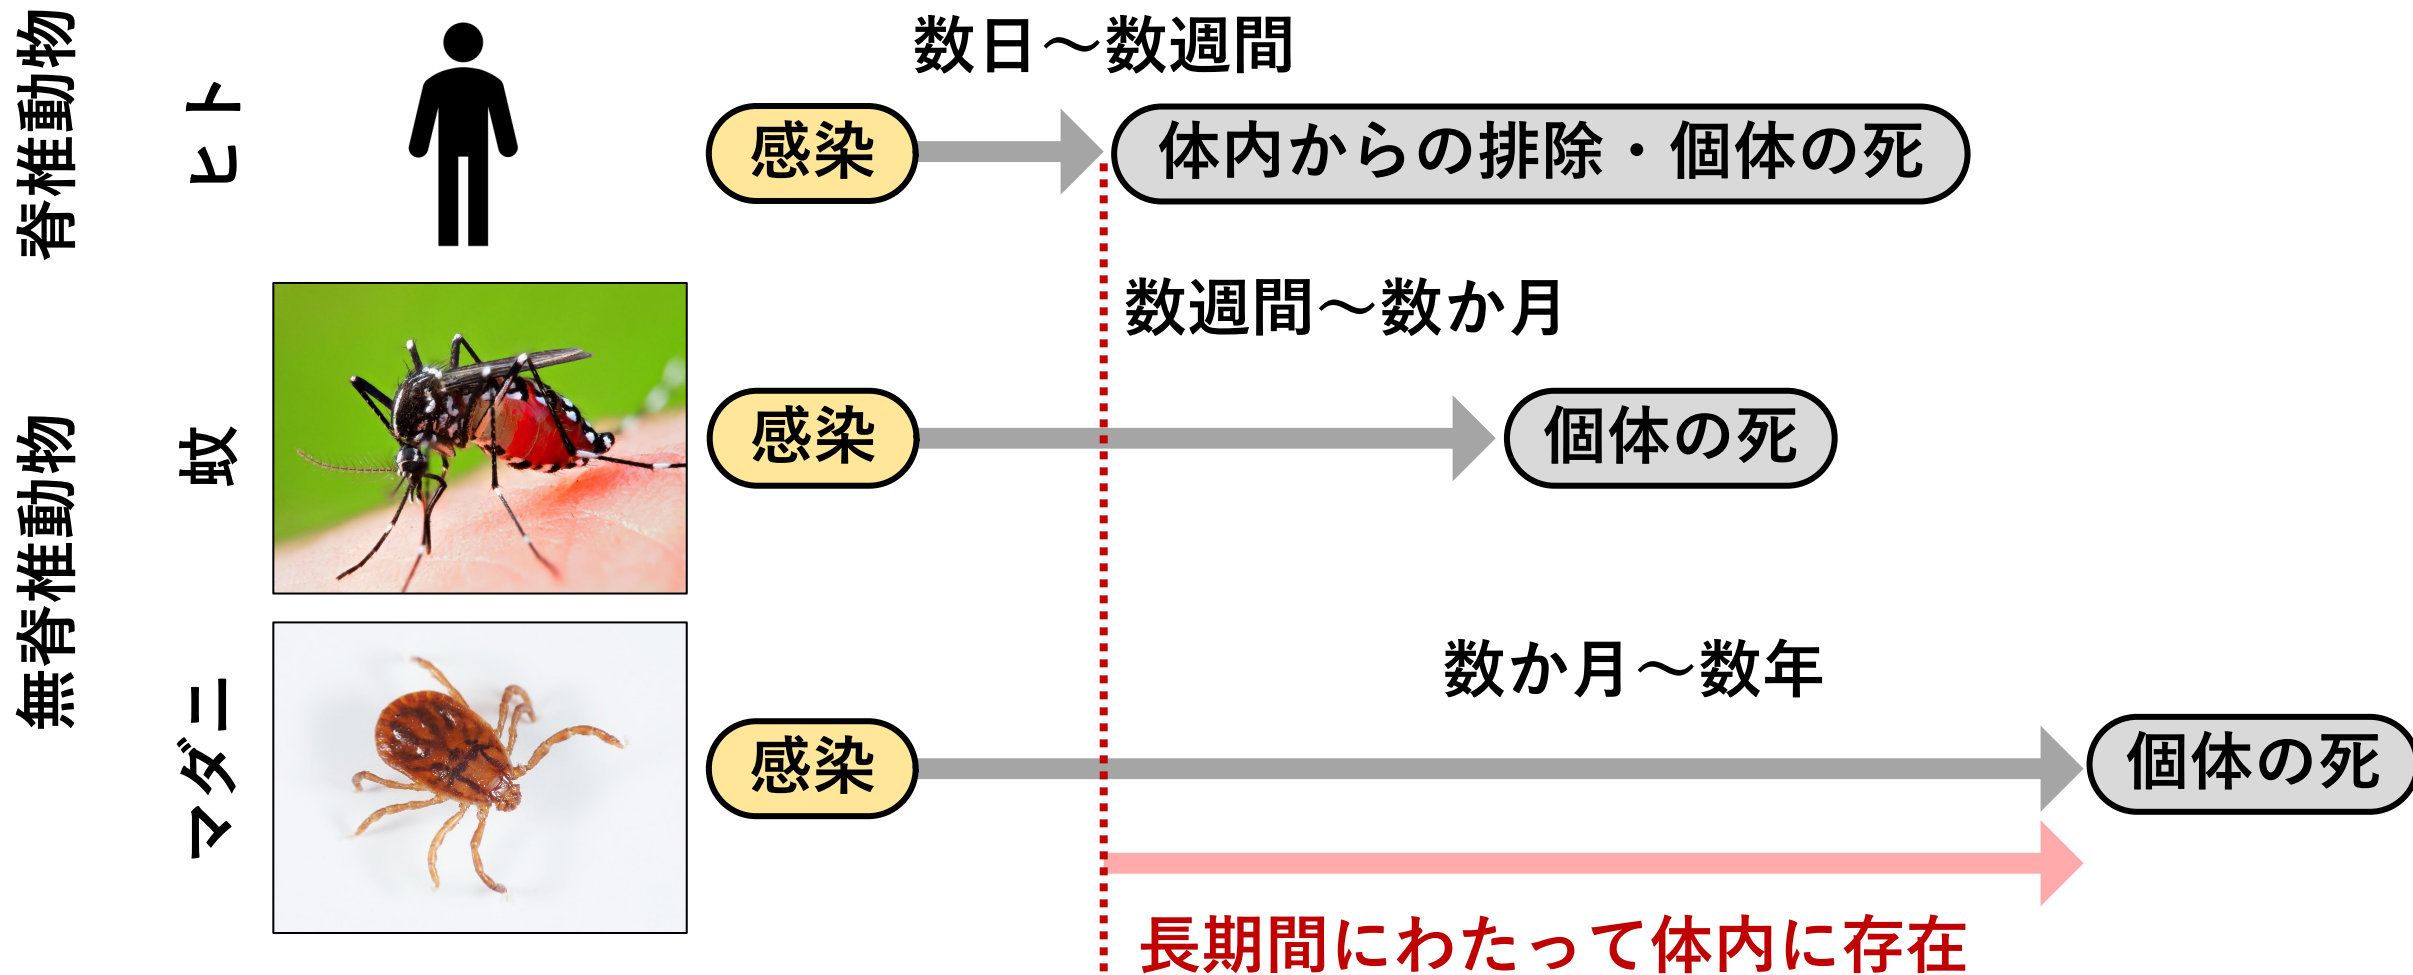 脊椎動物
ヒト
数日～数週間
感染
体内からの排除・個体の死
無脊椎動物
蚊
数週間～数か月
感染
個体の死
マダニ
数か月～数年
感染
個体の死
長期間にわたって体内に存在